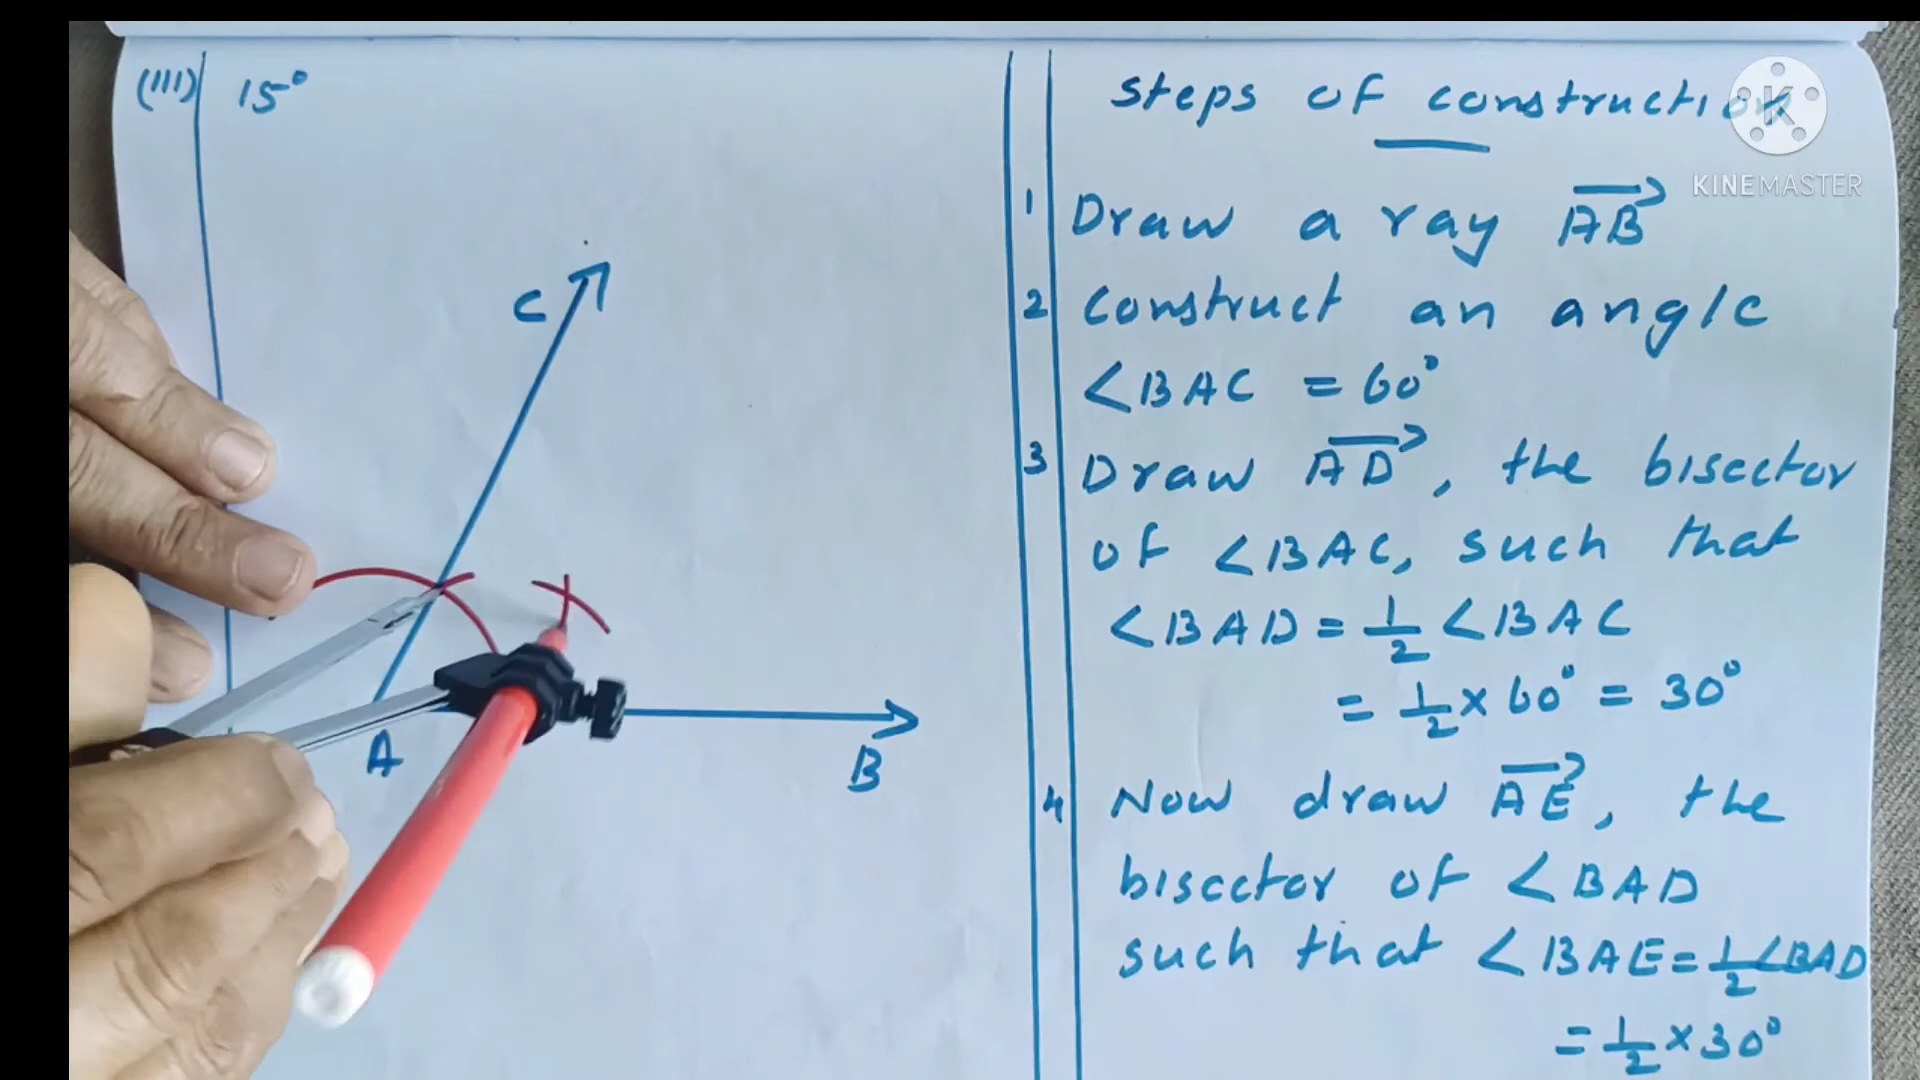 (III) 15°
C
A
B
steps of construction
1 Draw a ray AB
2 construct an angle
∠BAC = 60°
3 Draw AD, the bisector
of ∠BAC, such that
∠BAD = 1/2 ∠BAC
= 1/2 × 60° = 30°
4 Now draw AE, the
bisector of ∠BAD
such that ∠BAE = 1/2 ∠BAD
= 1/2 × 30°
K
KINEMASTER